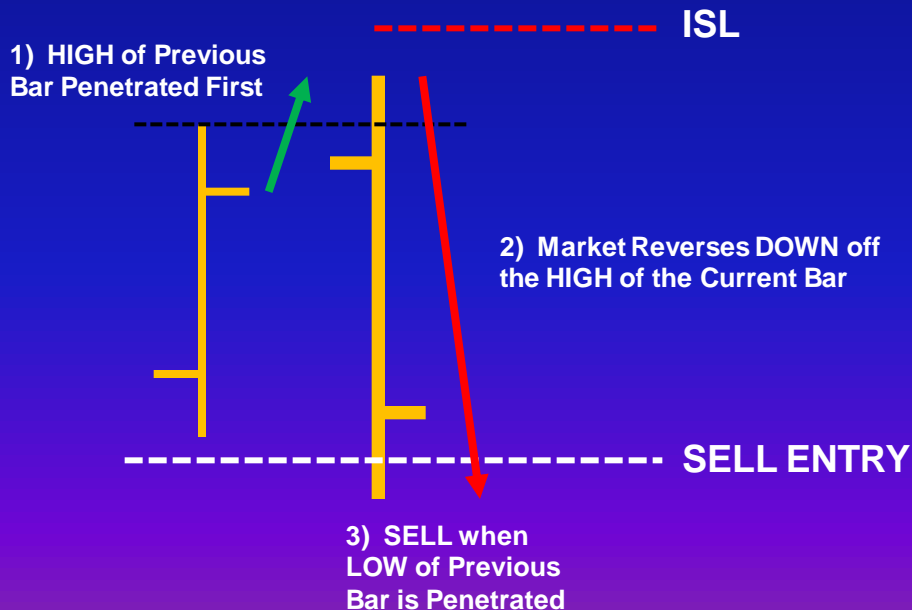 ISL
1) HIGH of Previous
Bar Penetrated First
2) Market Reverses DOWN off
the HIGH of the Current Bar
SELL ENTRY
3) SELL when
LOW of Previous
Bar is Penetrated